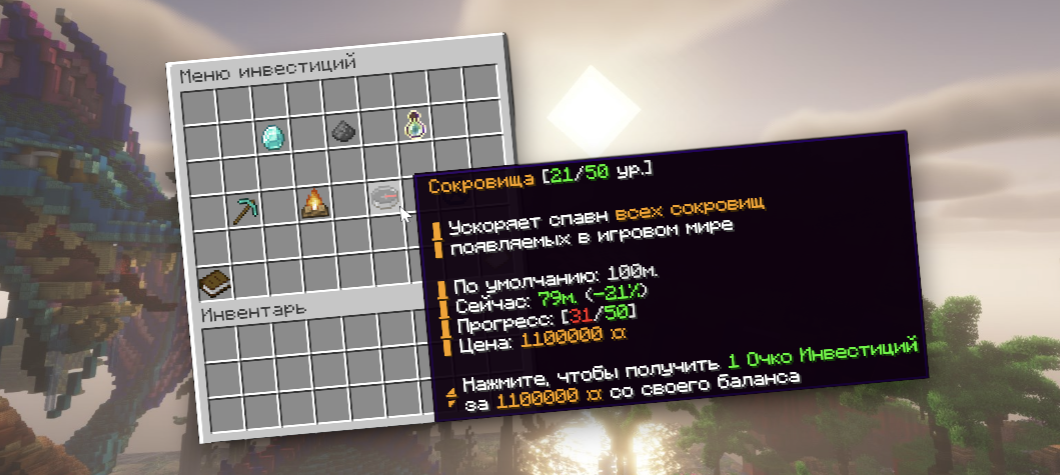 Меню инвестиций
Сокровища [21/50 ур.]
Ускоряет спавн всех сокровищ
появляемых в игровом мире
По умолчанию: 100м.
Сейчас: 79м. (-21%)
Прогресс: [31/50]
Цена: 1100000 ¤
Нажмите, чтобы получить 1 Очко Инвестиций
за 1100000 ¤ со своего баланса
Инвентарь